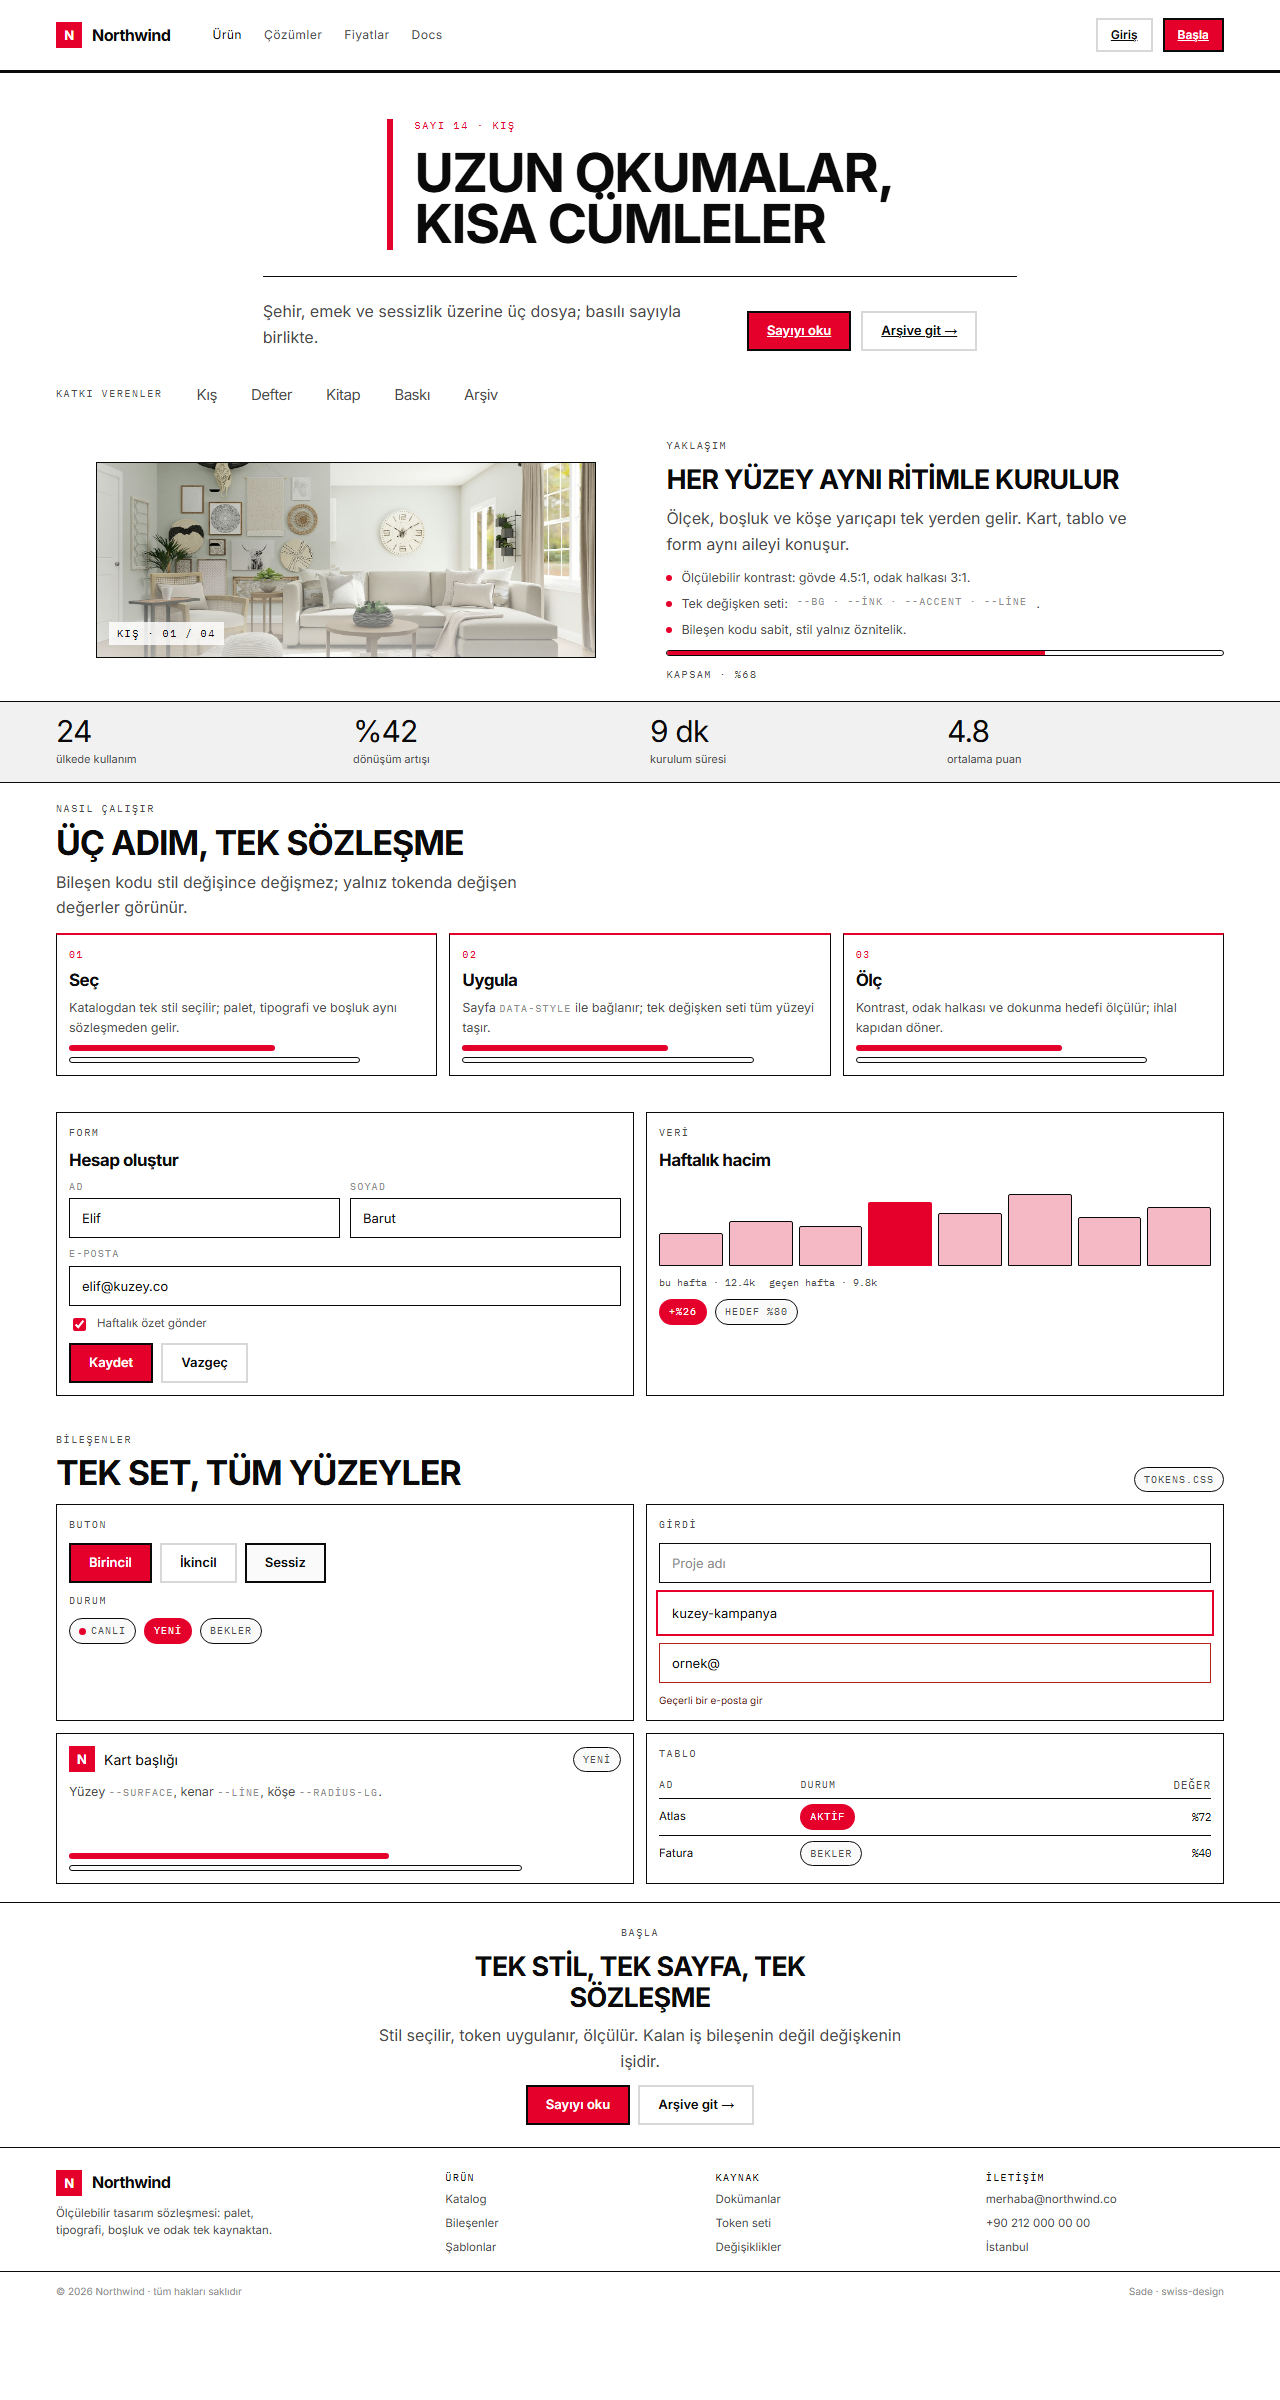 N Northwind Ürün Çözümler Fiyatlar Docs Giriş Başla
SAYI 14 · KIŞ
UZUN OKUMALAR,
KISA CÜMLELER
Şehir, emek ve sessizlik üzerine üç dosya; basılı sayıyla
birlikte.
Sayıyı oku Arşive git →
KATKI VERENLER Kış Defter Kitap Baskı Arşiv
KIŞ · 01 / 04
YAKLAŞIM
HER YÜZEY AYNI RİTİMLE KURULUR
Ölçek, boşluk ve köşe yarıçapı tek yerden gelir. Kart, tablo ve
form aynı aileyi konuşur.
Ölçülebilir kontrast: gövde 4.5:1, odak halkası 3:1.
Tek değişken seti: --BG · --İNK · --ACCENT · --LİNE .
Bileşen kodu sabit, stil yalnız öznitelik.
KAPSAM · %68
24 %42 9 dk 4.8
ülkede kullanım dönüşüm artışı kurulum süresi ortalama puan
NASIL ÇALIŞIR
ÜÇ ADIM, TEK SÖZLEŞME
Bileşen kodu stil değişince değişmez; yalnız tokenda değişen
değerler görünür.
01
Seç
Katalogdan tek stil seçilir; palet, tipografi ve boşluk aynı
sözleşmeden gelir.
02
Uygula
Sayfa DATA-STYLE ile bağlanır; tek değişken seti tüm yüzeyi
taşır.
03
Ölç
Kontrast, odak halkası ve dokunma hedefi ölçülür; ihlal
kapıdan döner.
FORM
Hesap oluştur
AD SOYAD
Elif Barut
E-POSTA
elif@kuzey.co
Haftalık özet gönder
Kaydet Vazgeç
VERİ
Haftalık hacim
bu hafta · 12.4k geçen hafta · 9.8k
+%26 HEDEF %80
BİLEŞENLER
TEK SET, TÜM YÜZEYLER
TOKENS.CSS
BUTON
Birincil İkincil Sessiz
DURUM
CANLI YENİ BEKLER
GİRDİ
Proje adı
kuzey-kampanya
ornek@
Geçerli bir e-posta gir
N Kart başlığı YENİ
Yüzey --SURFACE, kenar --LİNE, köşe --RADİUS-LG.
TABLO
AD DURUM DEĞER
Atlas AKTİF %72
Fatura BEKLER %40
BAŞLA
TEK STİL, TEK SAYFA, TEK
SÖZLEŞME
Stil seçilir, token uygulanır, ölçülür. Kalan iş bileşenin değil değişkenin
işidir.
Sayıyı oku Arşive git →
N Northwind
Ölçülebilir tasarım sözleşmesi: palet,
tipografi, boşluk ve odak tek kaynaktan.
ÜRÜN
Katalog
Bileşenler
Şablonlar
KAYNAK
Dokümanlar
Token seti
Değişiklikler
İLETİŞİM
merhaba@northwind.co
+90 212 000 00 00
İstanbul
© 2026 Northwind · tüm hakları saklıdır
Sade · swiss-design